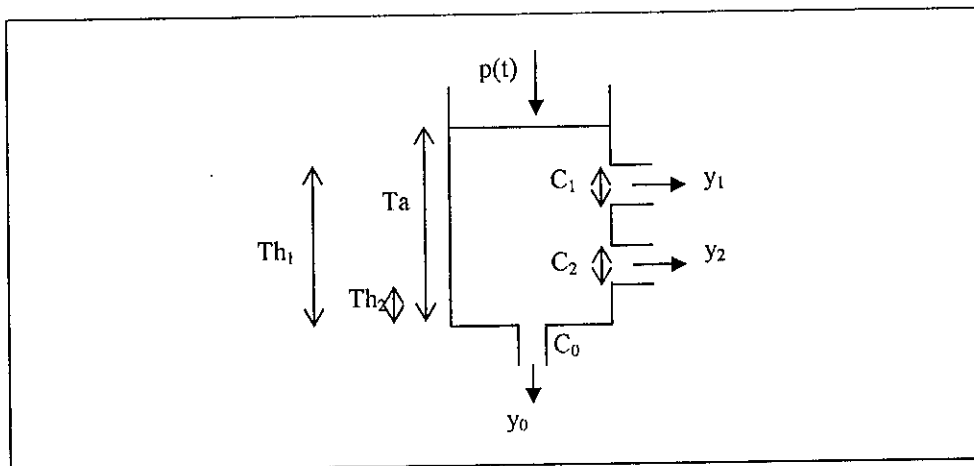 p(t)
C₁
y₁
Ta
Th₁
C₂
y₂
Th₂
C₀
y₀